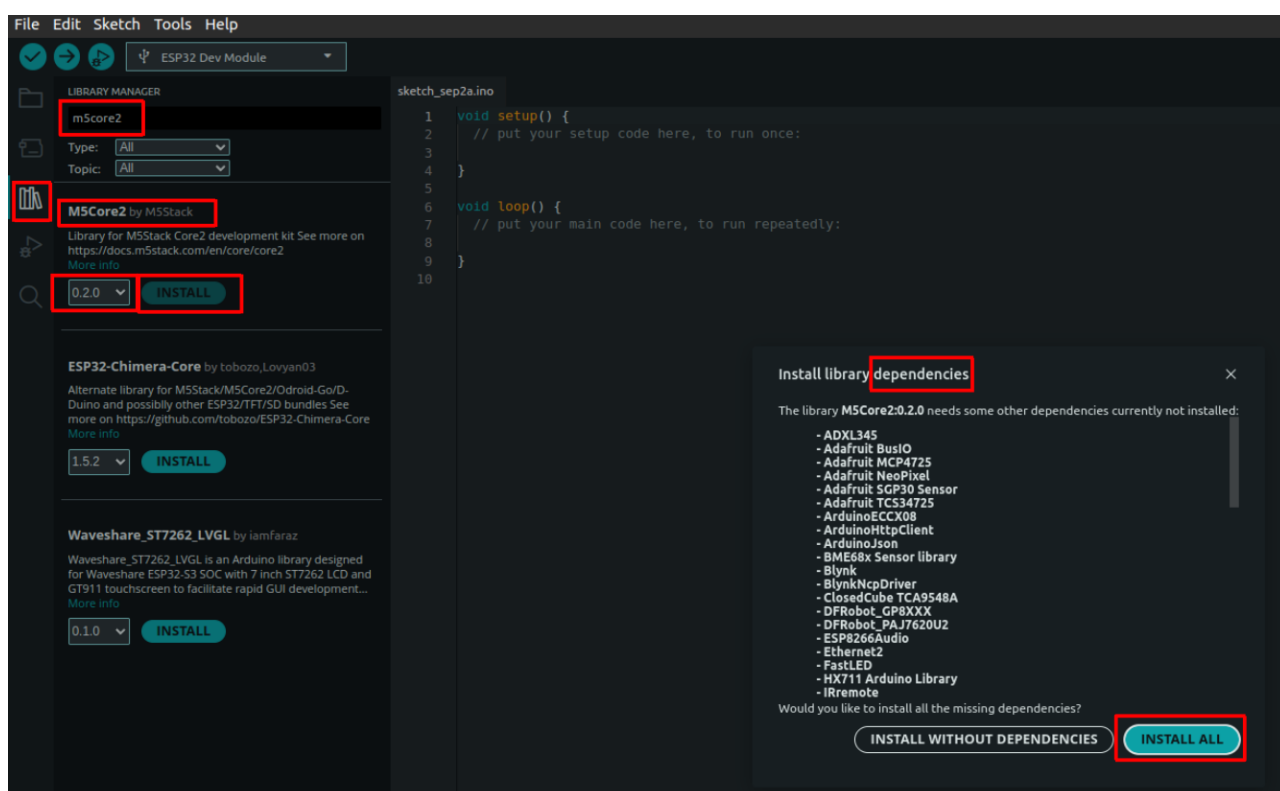 File Edit Sketch Tools Help
ESP32 Dev Module
LIBRARY MANAGER
m5core2
Type: All
Topic: All
M5Core2 by M5Stack
Library for M5Stack Core2 development kit See more on
https://docs.m5stack.com/en/core/core2
More info
0.2.0 INSTALL
ESP32-Chimera-Core by tobozo,Lovyan03
Alternate library for M5Stack/M5Core2/Odroid-Go/D-
Duino and possiblly other ESP32/TFT/SD bundles See
more on https://github.com/tobozo/ESP32-Chimera-Core
More info
1.5.2 INSTALL
Waveshare_ST7262_LVGL by iamfaraz
Waveshare_ST7262_LVGL is an Arduino library designed
for Waveshare ESP32-S3 SOC with 7 inch ST7262 LCD and
GT911 touchscreen to facilitate rapid GUI development...
More info
0.1.0 INSTALL
sketch_sep2a.ino
1 void setup() {
2 // put your setup code here, to run once:
3
4 }
5
6 void loop() {
7 // put your main code here, to run repeatedly:
8
9 }
10
Install library dependencies ×
The library M5Core2:0.2.0 needs some other dependencies currently not installed:
- ADXL345
- Adafruit BusIO
- Adafruit MCP4725
- Adafruit NeoPixel
- Adafruit SGP30 Sensor
- Adafruit TCS34725
- ArduinoECCX08
- ArduinoHttpClient
- ArduinoJson
- BME68x Sensor library
- Blynk
- BlynkNcpDriver
- ClosedCube TCA9548A
- DFRobot_GP8XXX
- DFRobot_PAJ7620U2
- ESP8266Audio
- Ethernet2
- FastLED
- HX711 Arduino Library
- IRremote
Would you like to install all the missing dependencies?
INSTALL WITHOUT DEPENDENCIES INSTALL ALL